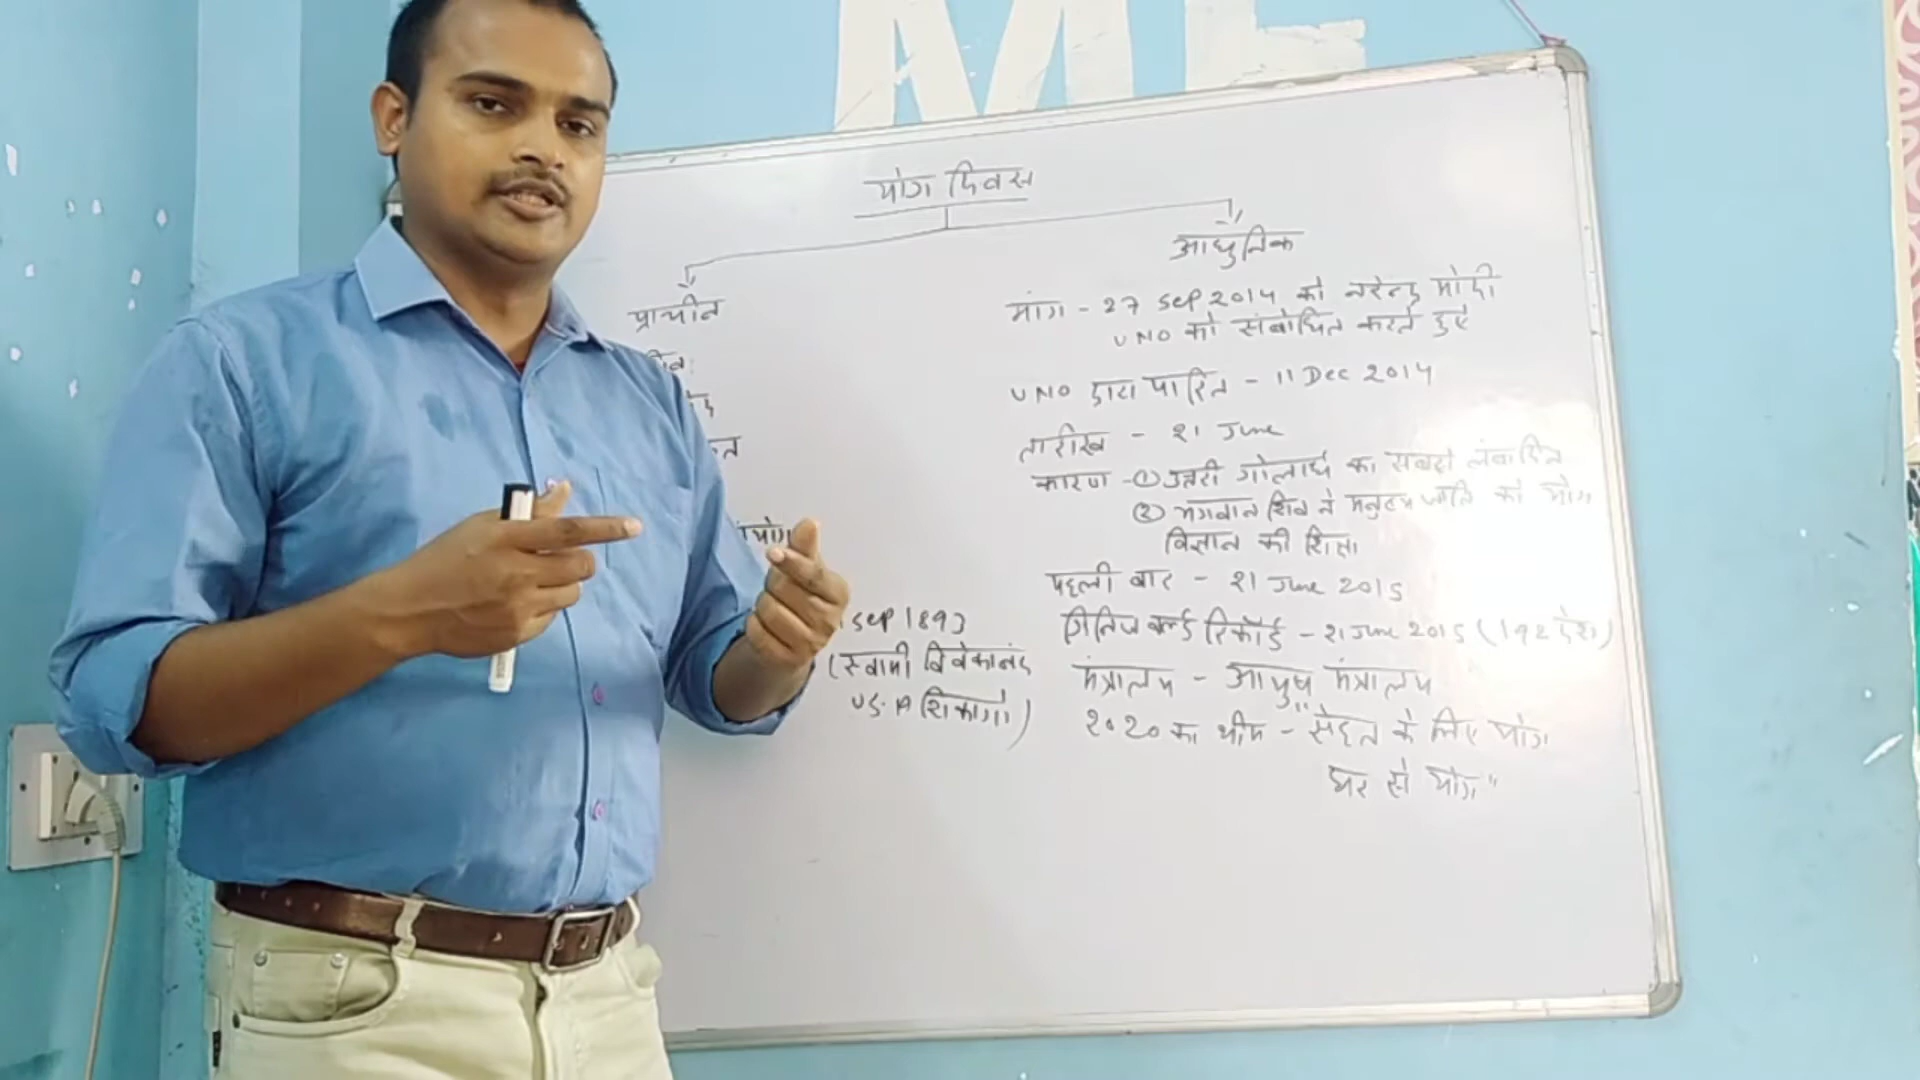 ME
योग दिवस
प्राचीन
आधुनिक
मांग - 27 Sep 2014 को नरेन्द्र मोदी
UNO को संबोधित करते हुए
UNO द्वारा पारित - 11 Dec 2014
तारीख - 21 June
कारण - ① उत्तरी गोलार्ध का सबसे लंबा दिन
② भगवान शिव ने मनुष्य जाति को योग
विज्ञान की शिक्षा
पहली बार - 21 June 2015
गिनिज वर्ल्ड रिकॉर्ड - 21 June 2015 (192 देश)
मंत्रालय - आयुष मंत्रालय
2020 का थीम - "सेहत के लिए योग
घर से योग"
Sep 1893
(स्वामी विवेकानंद
U.S.A शिकागो)